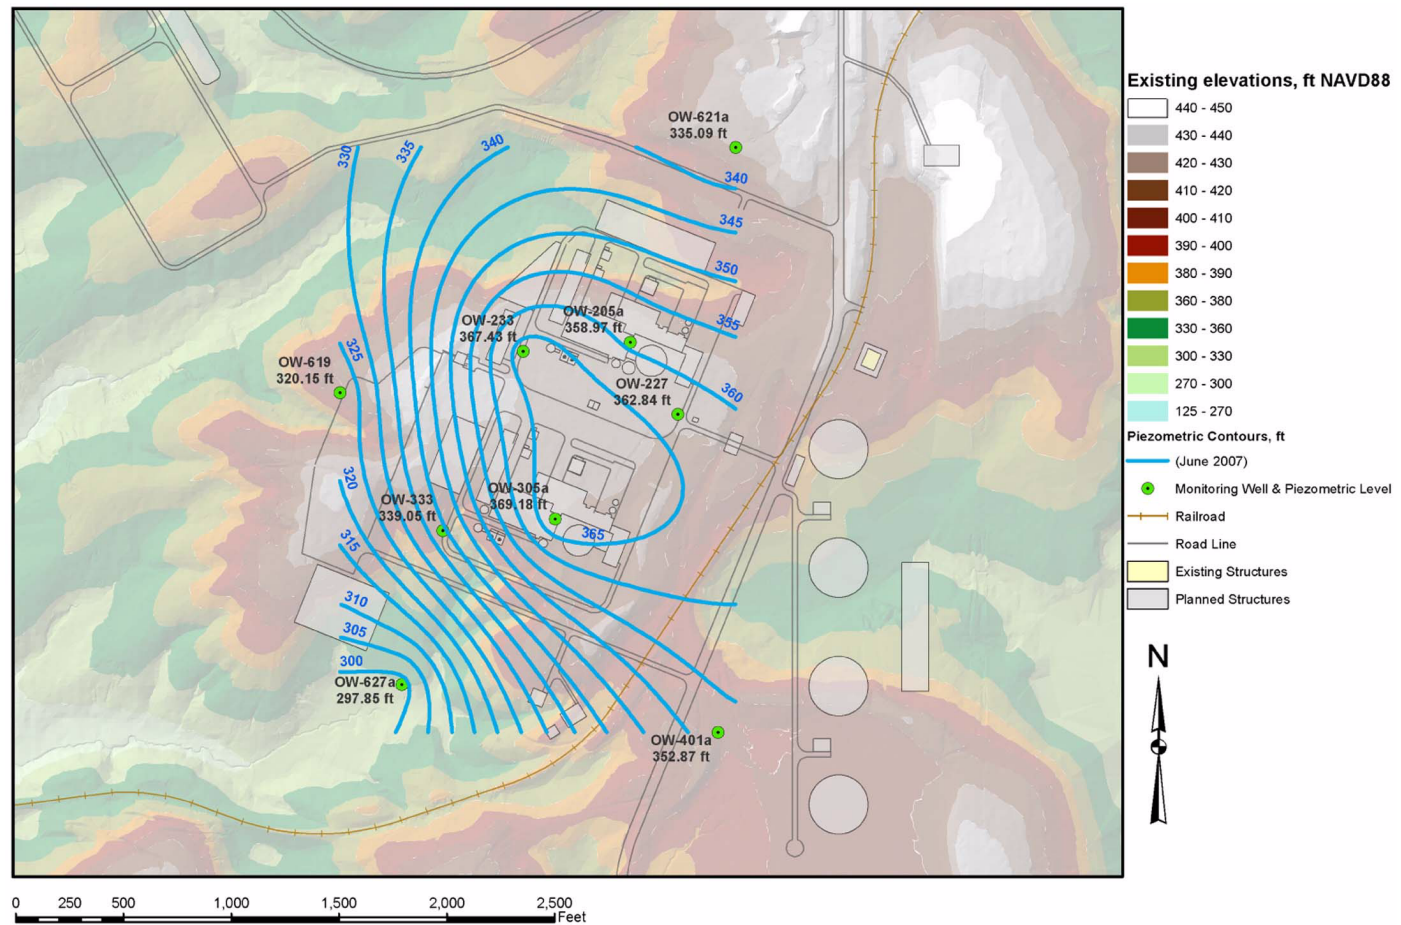 OW-621a
335.09 ft
330
335
340
340
345
350
355
360
OW-233
367.43 ft
OW-205a
358.97 ft
OW-619
320.15 ft
325
OW-227
362.84 ft
320
OW-333
339.05 ft
OW-305a
369.18 ft
365
315
310
305
300
OW-627a
297.85 ft
OW-401a
352.87 ft
Existing elevations, ft NAVD88
440 - 450
430 - 440
420 - 430
410 - 420
400 - 410
390 - 400
380 - 390
360 - 380
330 - 360
300 - 330
270 - 300
125 - 270
Piezometric Contours, ft
(June 2007)
Monitoring Well & Piezometric Level
Railroad
Road Line
Existing Structures
Planned Structures
N
0 250 500 1,000 1,500 2,000 2,500
Feet